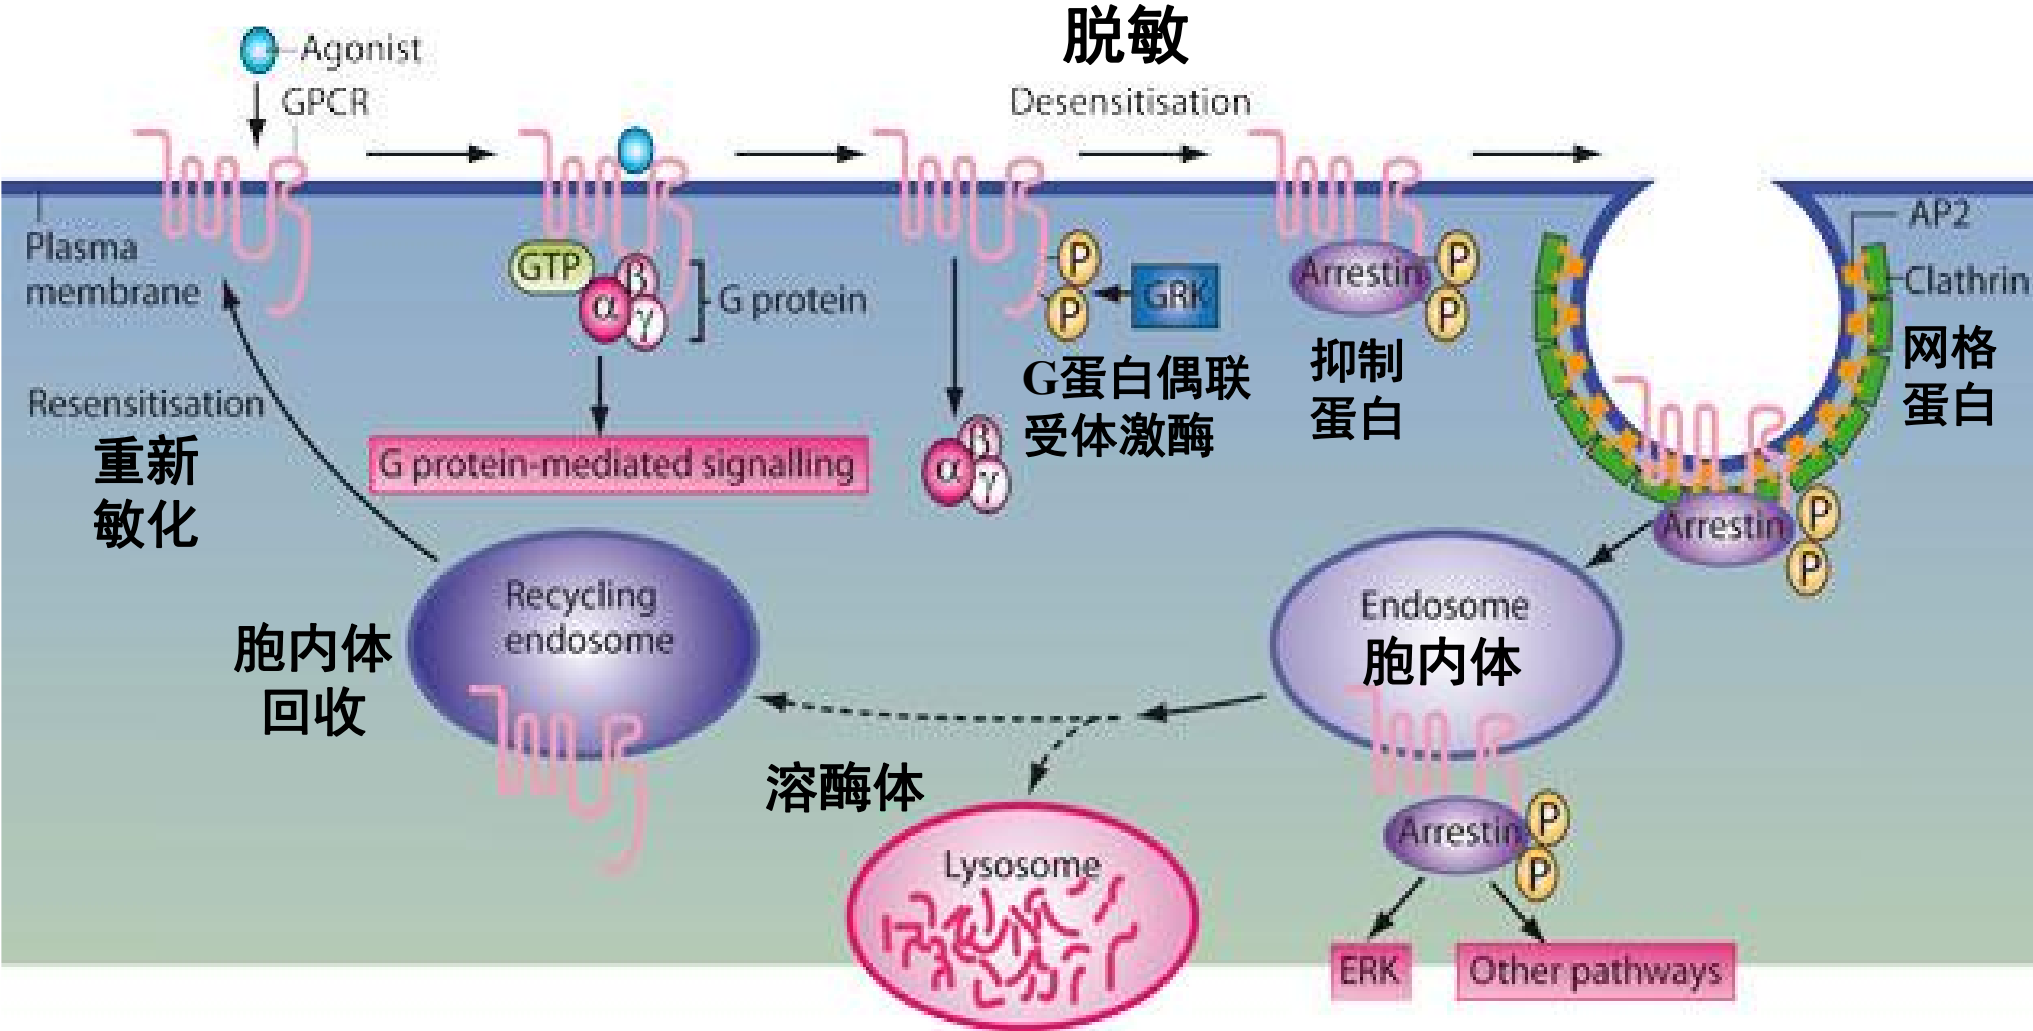 脱敏
Agonist
GPCR
Desensitisation
Plasma
membrane
GTP
β
α
γ
G protein
P
P
GRK
Arrestin
P
P
AP2
Clathrin
网格
蛋白
G蛋白偶联
受体激酶
抑制
蛋白
Resensitisation
重新
敏化
G protein-mediated signalling
β
α
γ
Arrestin
P
P
Recycling
endosome
胞内体
回收
Endosome
胞内体
溶酶体
Lysosome
Arrestin
P
P
ERK
Other pathways